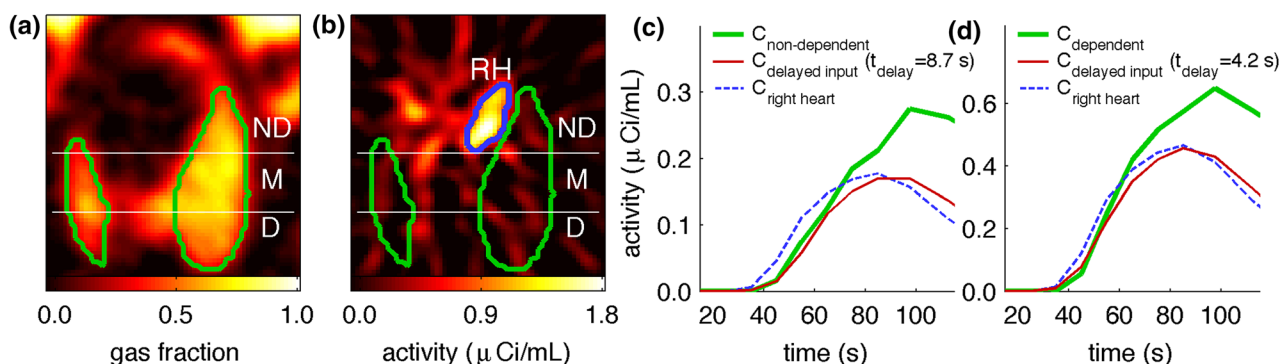 (a)
ND
M
D
0.0 0.5 1.0
gas fraction
(b)
RH
ND
M
D
0.0 0.9 1.8
activity (μ Ci/mL)
(c)
C non-dependent
C delayed input (t delay=8.7 s)
C right heart
activity (μ Ci/mL)
0.3
0.2
0.1
0.0
20 40 60 80 100
time (s)
(d)
C dependent
C delayed input (t delay=4.2 s)
C right heart
0.6
0.4
0.2
0.0
20 40 60 80 100
time (s)